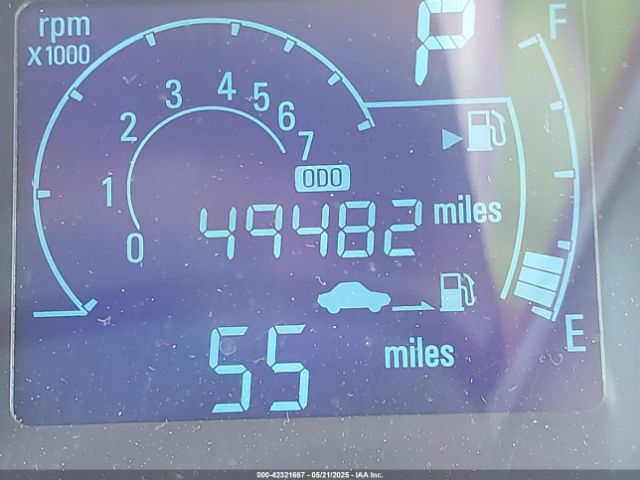 rpm
X1000
P
F
0 1 2 3 4 5 6 7
ODO
49482 miles
55 miles
E
000-42321667 - 05/21/2025 - IAA Inc.